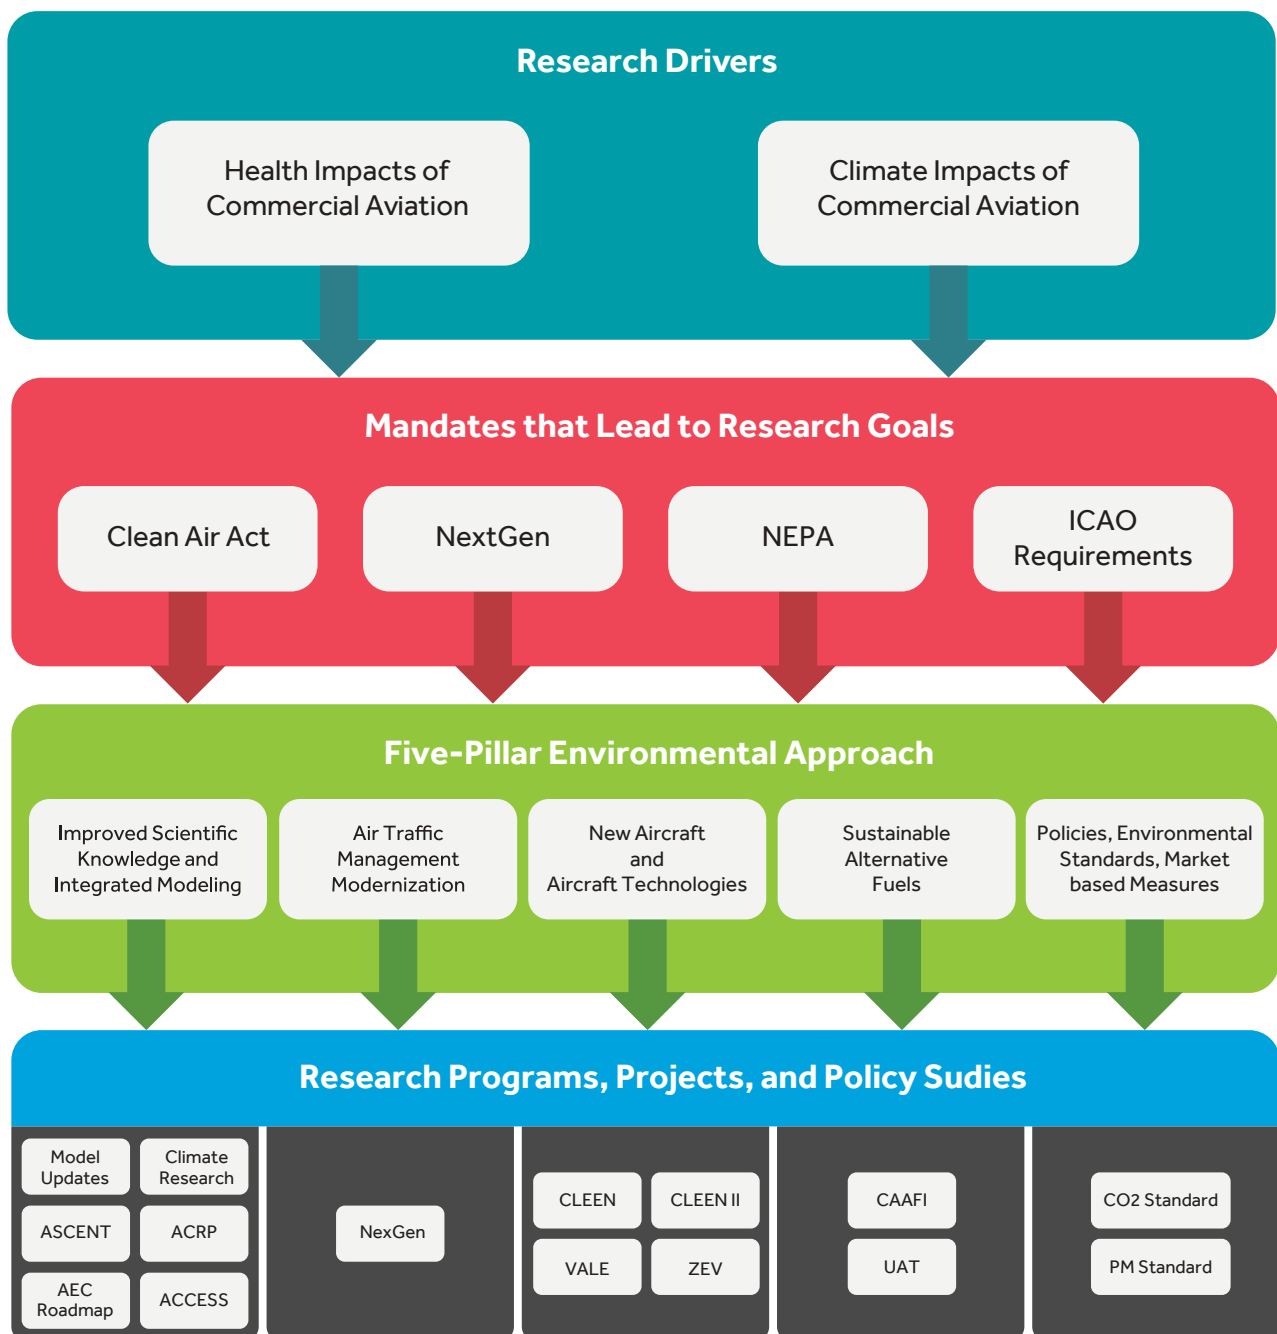 Research Drivers
Health Impacts of
Commercial Aviation
Climate Impacts of
Commercial Aviation
Mandates that Lead to Research Goals
Clean Air Act
NextGen
NEPA
ICAO
Requirements
Five-Pillar Environmental Approach
Improved Scientific
Knowledge and
Integrated Modeling
Air Traffic
Management
Modernization
New Aircraft
and
Aircraft Technologies
Sustainable
Alternative
Fuels
Policies, Environmental
Standards, Market
based Measures
Research Programs, Projects, and Policy Sudies
Model
Updates
Climate
Research
ASCENT
ACRP
AEC
Roadmap
ACCESS
NexGen
CLEEN
CLEEN II
VALE
ZEV
CAAFI
UAT
CO2 Standard
PM Standard